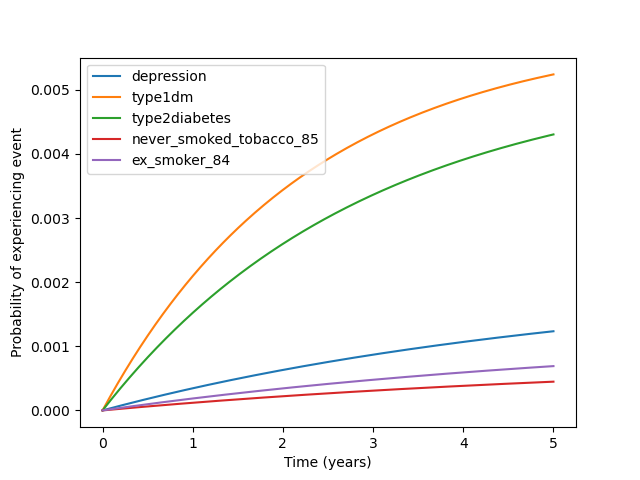 depression
type1dm
type2diabetes
never_smoked_tobacco_85
ex_smoker_84
0.005
0.004
0.003
0.002
0.001
0.000
Probability of experiencing event
0 1 2 3 4 5
Time (years)